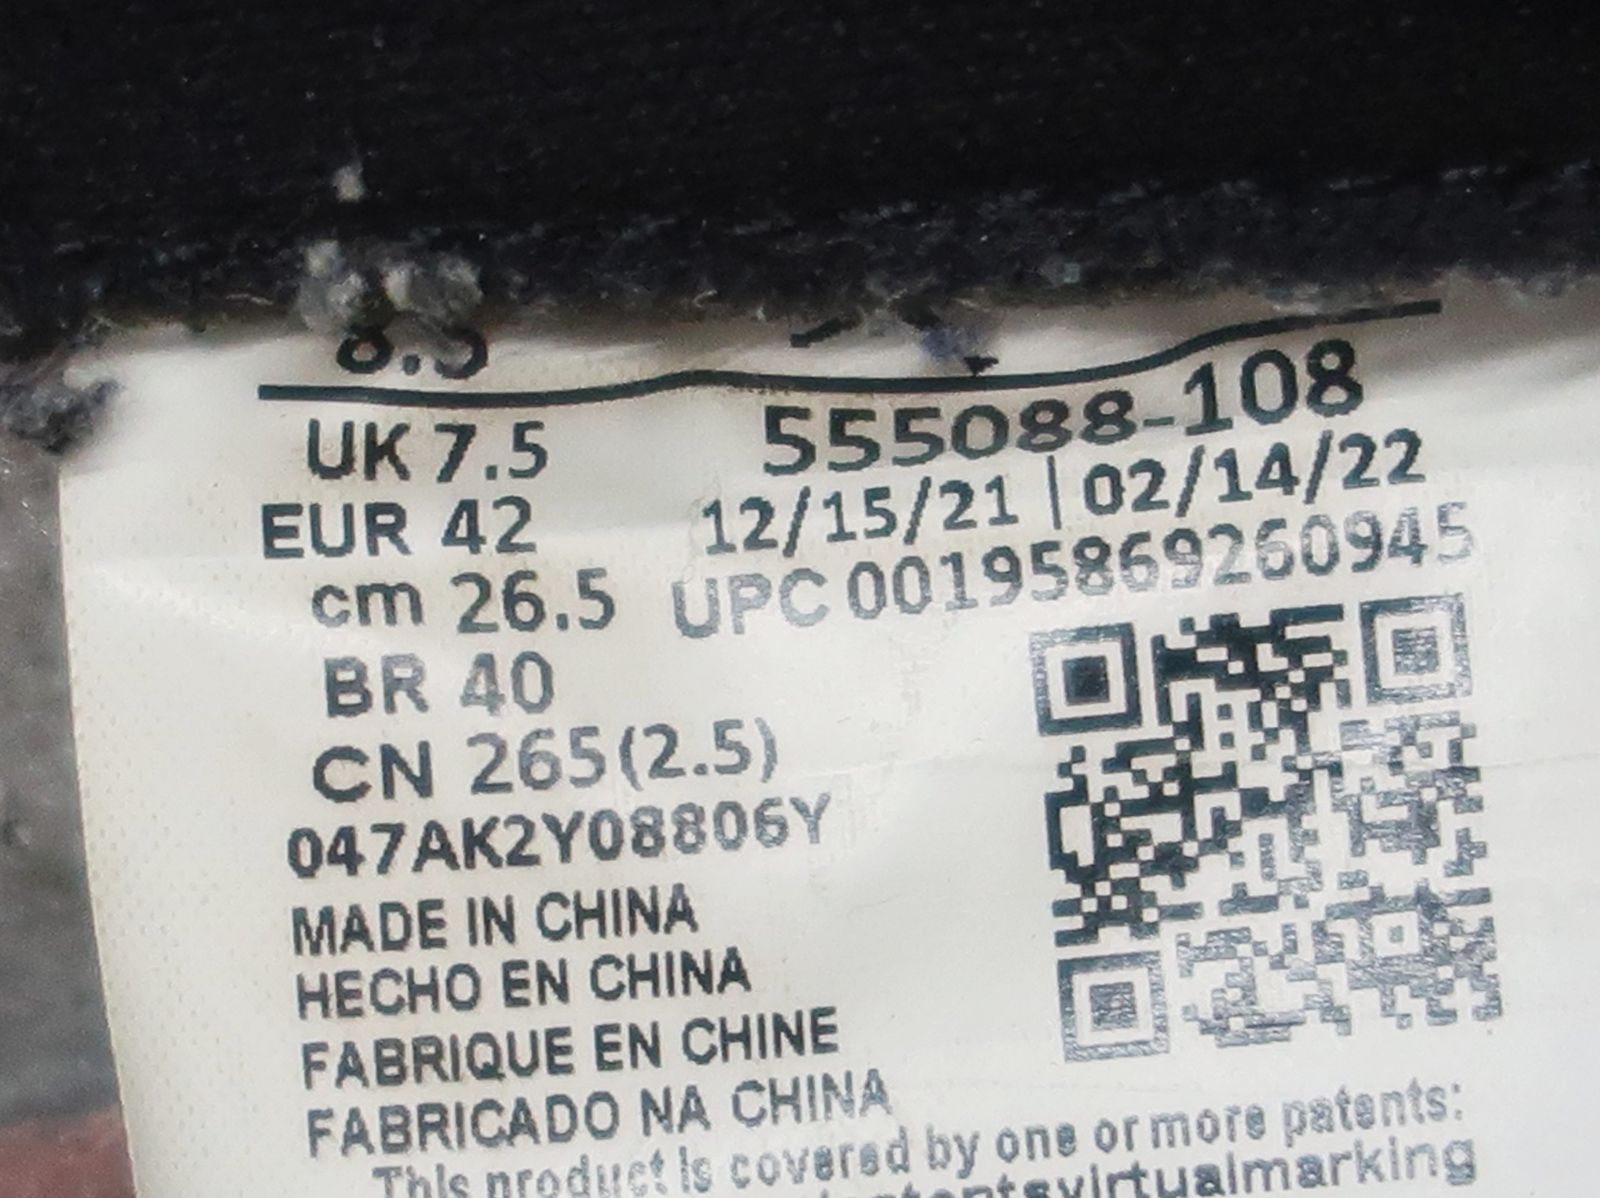 8.5
UK 7.5 555088-108
EUR 42 12/15/21 | 02/14/22
cm 26.5 UPC 00195869260945
BR 40
CN 265(2.5)
047AK2Y08806Y
MADE IN CHINA
HECHO EN CHINA
FABRIQUE EN CHINE
FABRICADO NA CHINA
This product is covered by one or more patents: